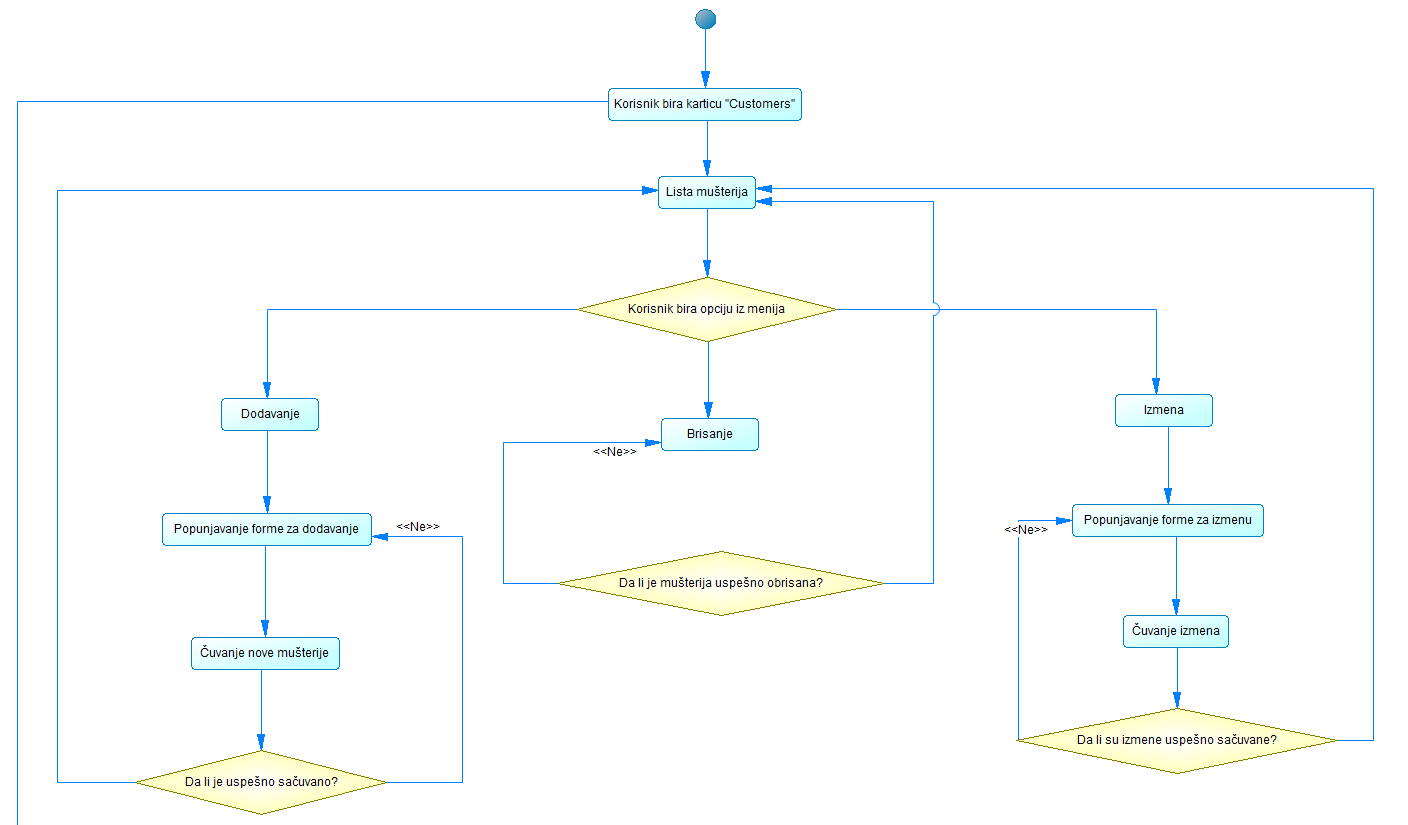 Korisnik bira karticu "Customers"
Lista mušterija
Korisnik bira opciju iz menija
Dodavanje
Brisanje
Izmena
<<Ne>>
Popunjavanje forme za dodavanje
<<Ne>>
Popunjavanje forme za izmenu
<<Ne>>
Da li je mušterija uspešno obrisana?
Čuvanje nove mušterije
Čuvanje izmena
Da li je uspešno sačuvano?
Da li su izmene uspešno sačuvane?